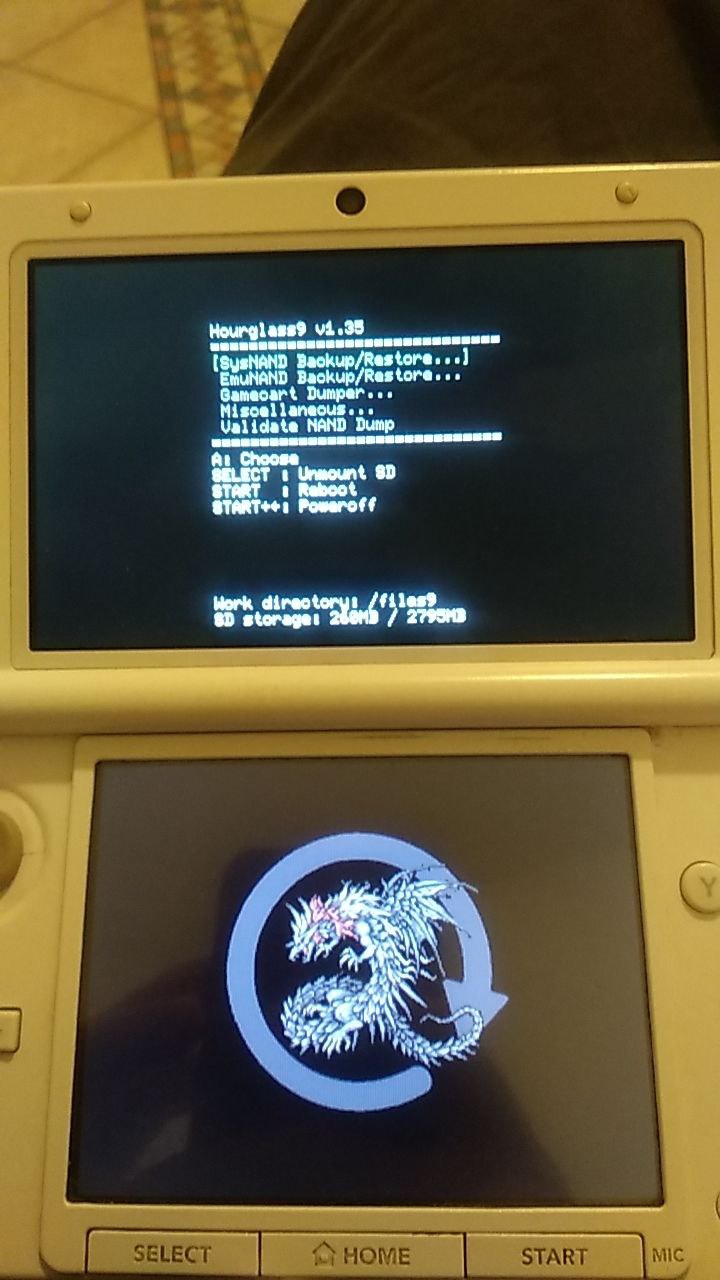 Hourglass9 v1.35
[SysNAND Backup/Restore...]
EmuNAND Backup/Restore...
Gamecart Dumper...
Miscellaneous...
Validate NAND Dump
A: Choose
SELECT : Unmount SD
START : Reboot
START++: Poweroff
Work directory: /files9
SD storage: 260MB / 2795MB
Y
SELECT
HOME
START
MIC